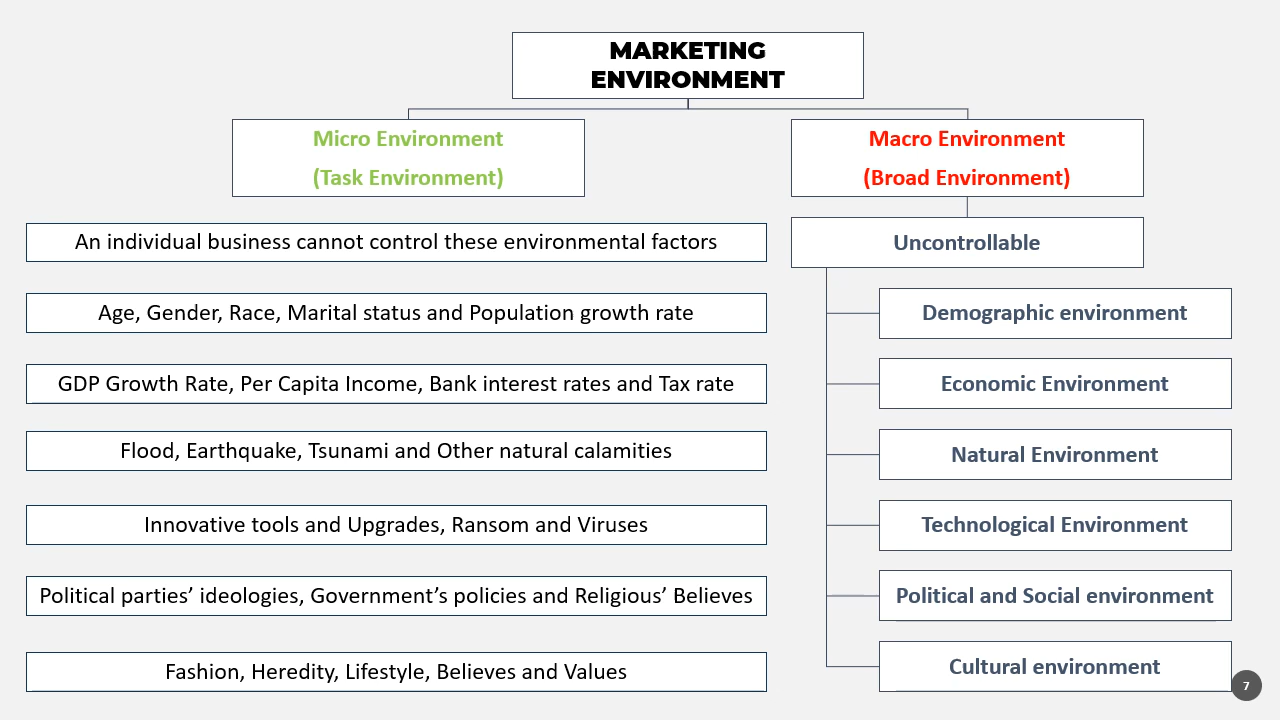 MARKETING
ENVIRONMENT
Micro Environment
(Task Environment)
Macro Environment
(Broad Environment)
An individual business cannot control these environmental factors
Uncontrollable
Age, Gender, Race, Marital status and Population growth rate
Demographic environment
GDP Growth Rate, Per Capita Income, Bank interest rates and Tax rate
Economic Environment
Flood, Earthquake, Tsunami and Other natural calamities
Natural Environment
Innovative tools and Upgrades, Ransom and Viruses
Technological Environment
Political parties’ ideologies, Government’s policies and Religious’ Believes
Political and Social environment
Fashion, Heredity, Lifestyle, Believes and Values
Cultural environment
7